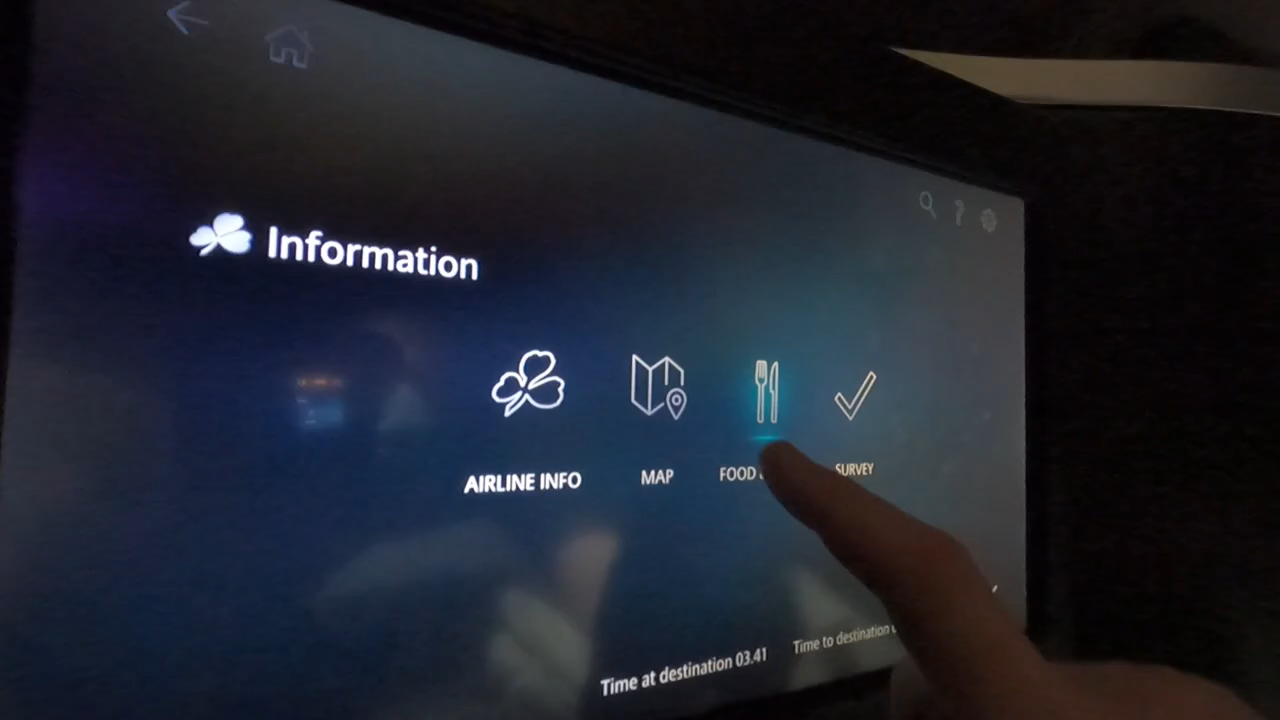 Information
AIRLINE INFO
MAP
FOOD
SURVEY
Time at destination 03.41
Time to destination